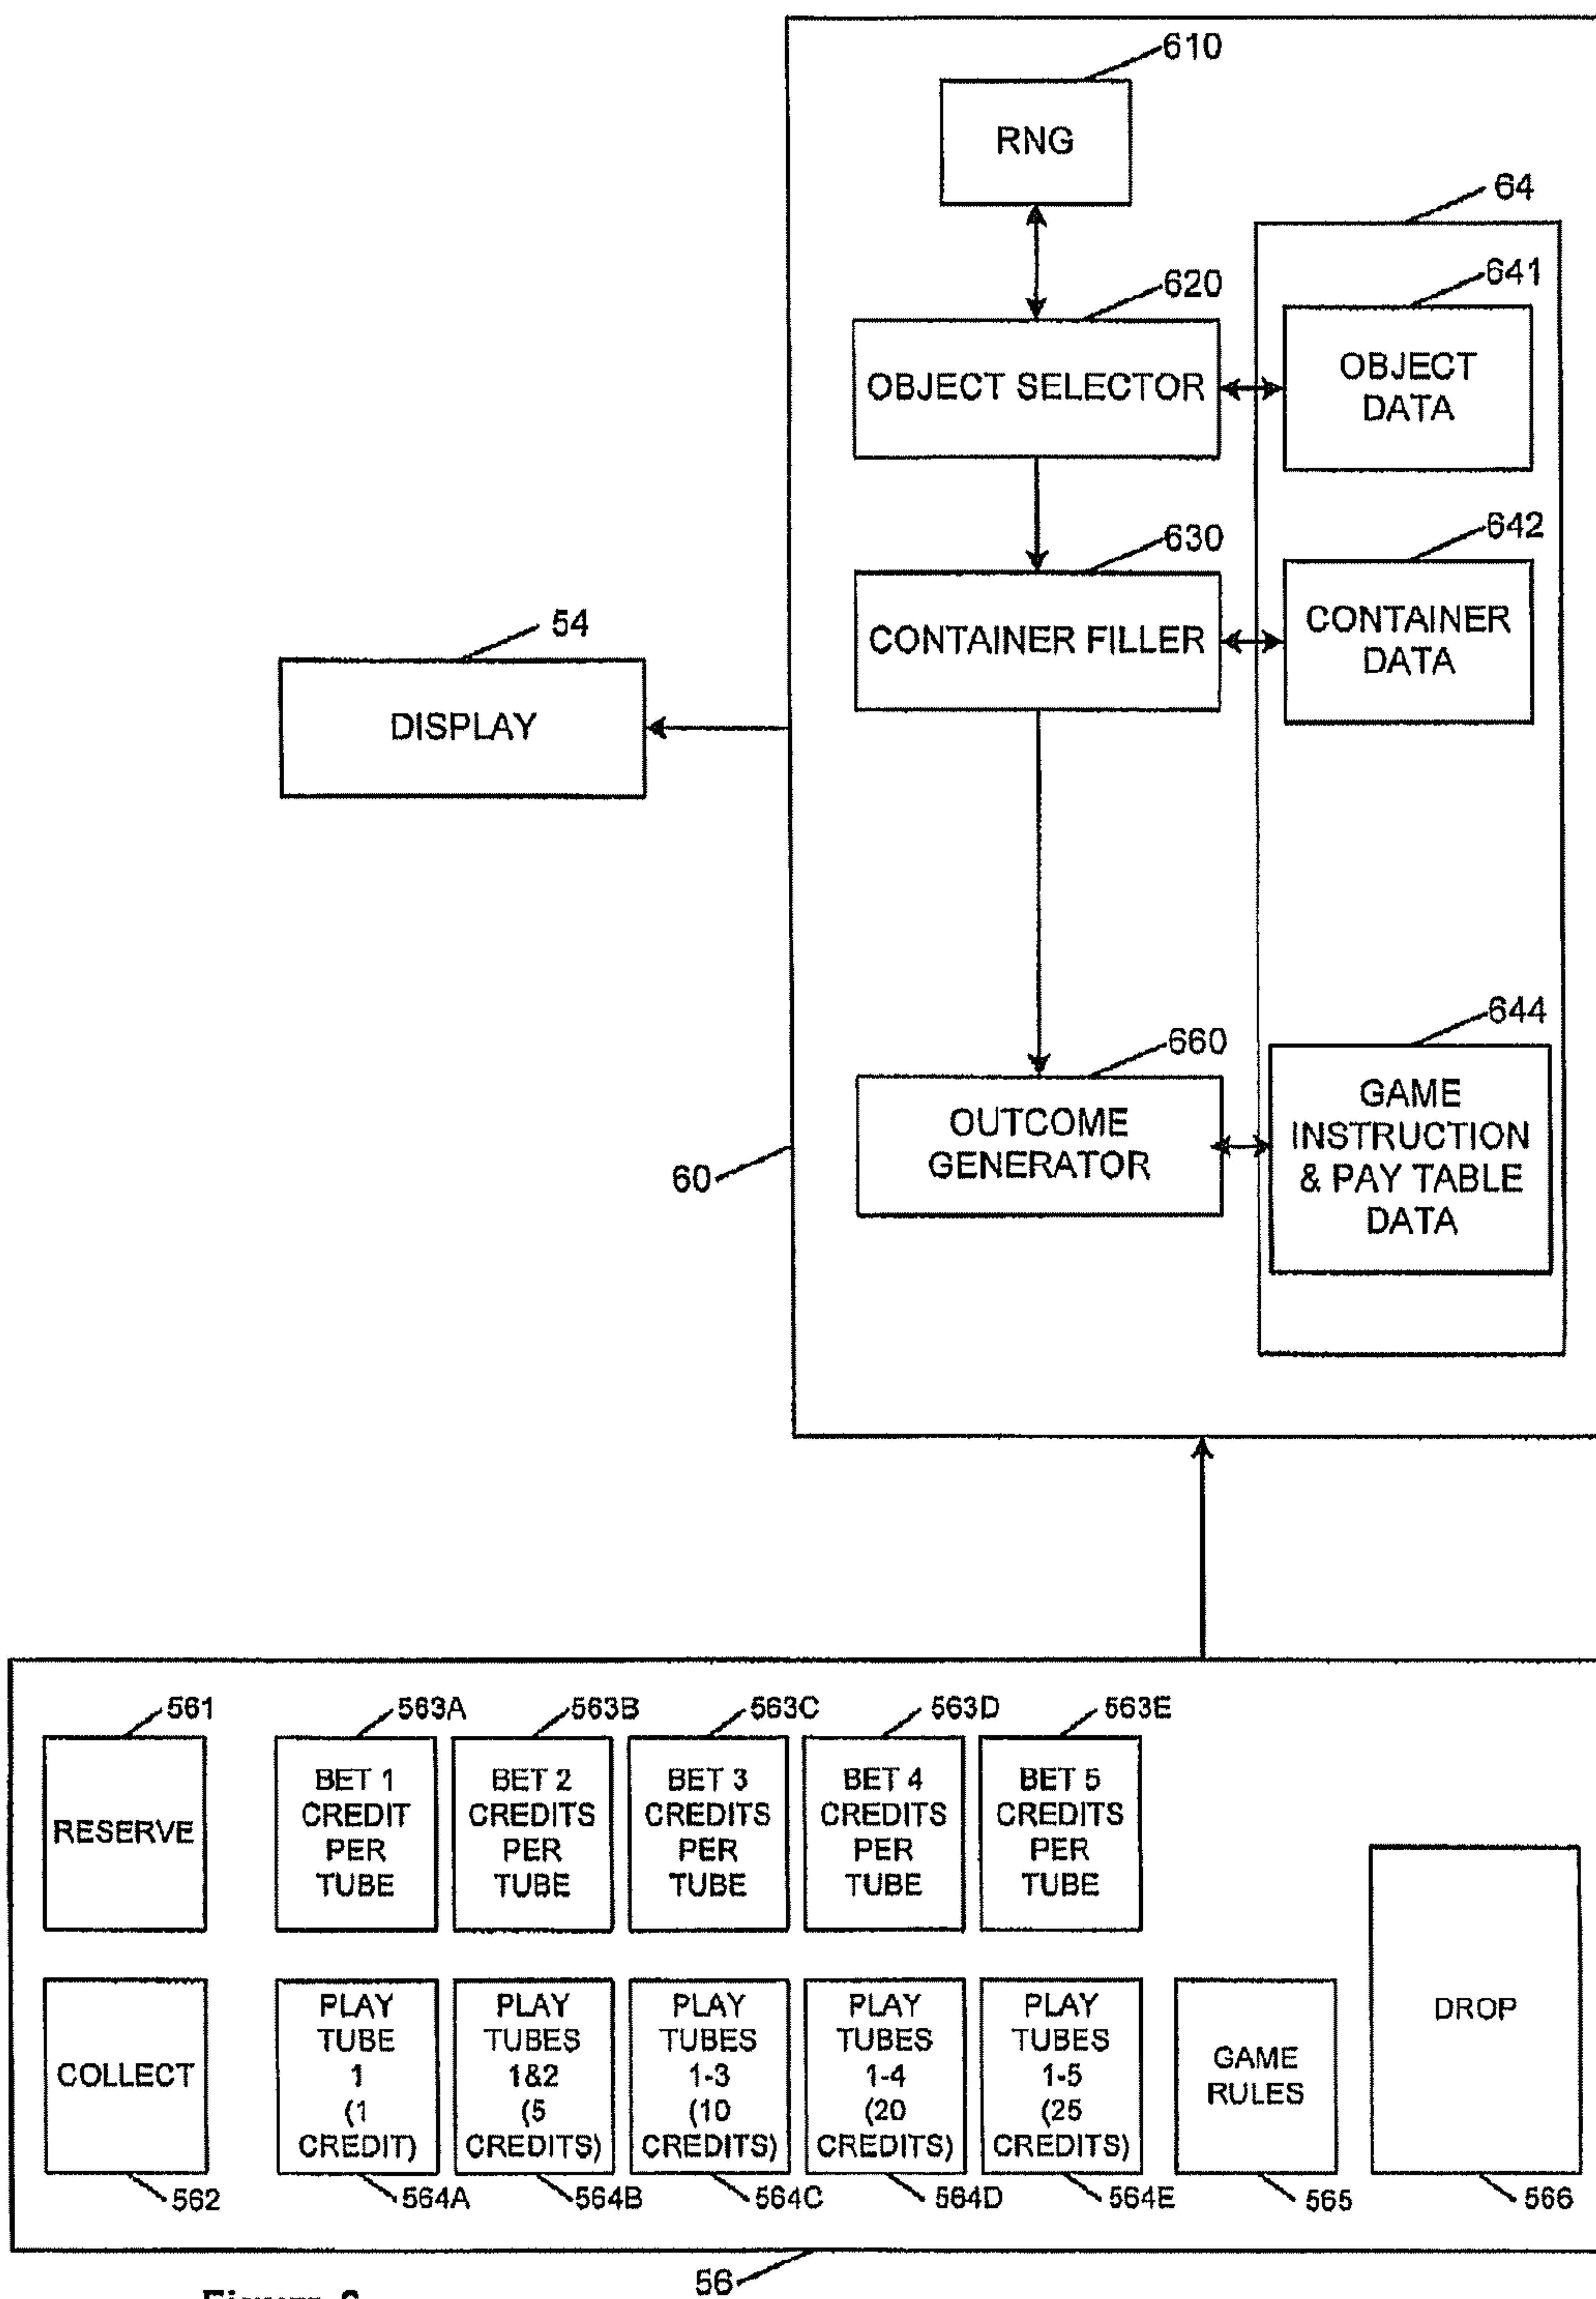 610
RNG
64
620
641
OBJECT SELECTOR
OBJECT
DATA
630
642
CONTAINER FILLER
CONTAINER
DATA
54
DISPLAY
660
644
OUTCOME
GENERATOR
GAME
INSTRUCTION
& PAY TABLE
DATA
60
561
563A
563B
563C
563D
563E
RESERVE
BET 1
CREDIT
PER
TUBE
BET 2
CREDITS
PER
TUBE
BET 3
CREDITS
PER
TUBE
BET 4
CREDITS
PER
TUBE
BET 5
CREDITS
PER
TUBE
COLLECT
PLAY
TUBE
1
(1
CREDIT)
PLAY
TUBES
1&2
(5
CREDITS)
PLAY
TUBES
1-3
(10
CREDITS)
PLAY
TUBES
1-4
(20
CREDITS)
PLAY
TUBES
1-5
(25
CREDITS)
GAME
RULES
DROP
562
564A
564B
564C
564D
564E
565
566
56